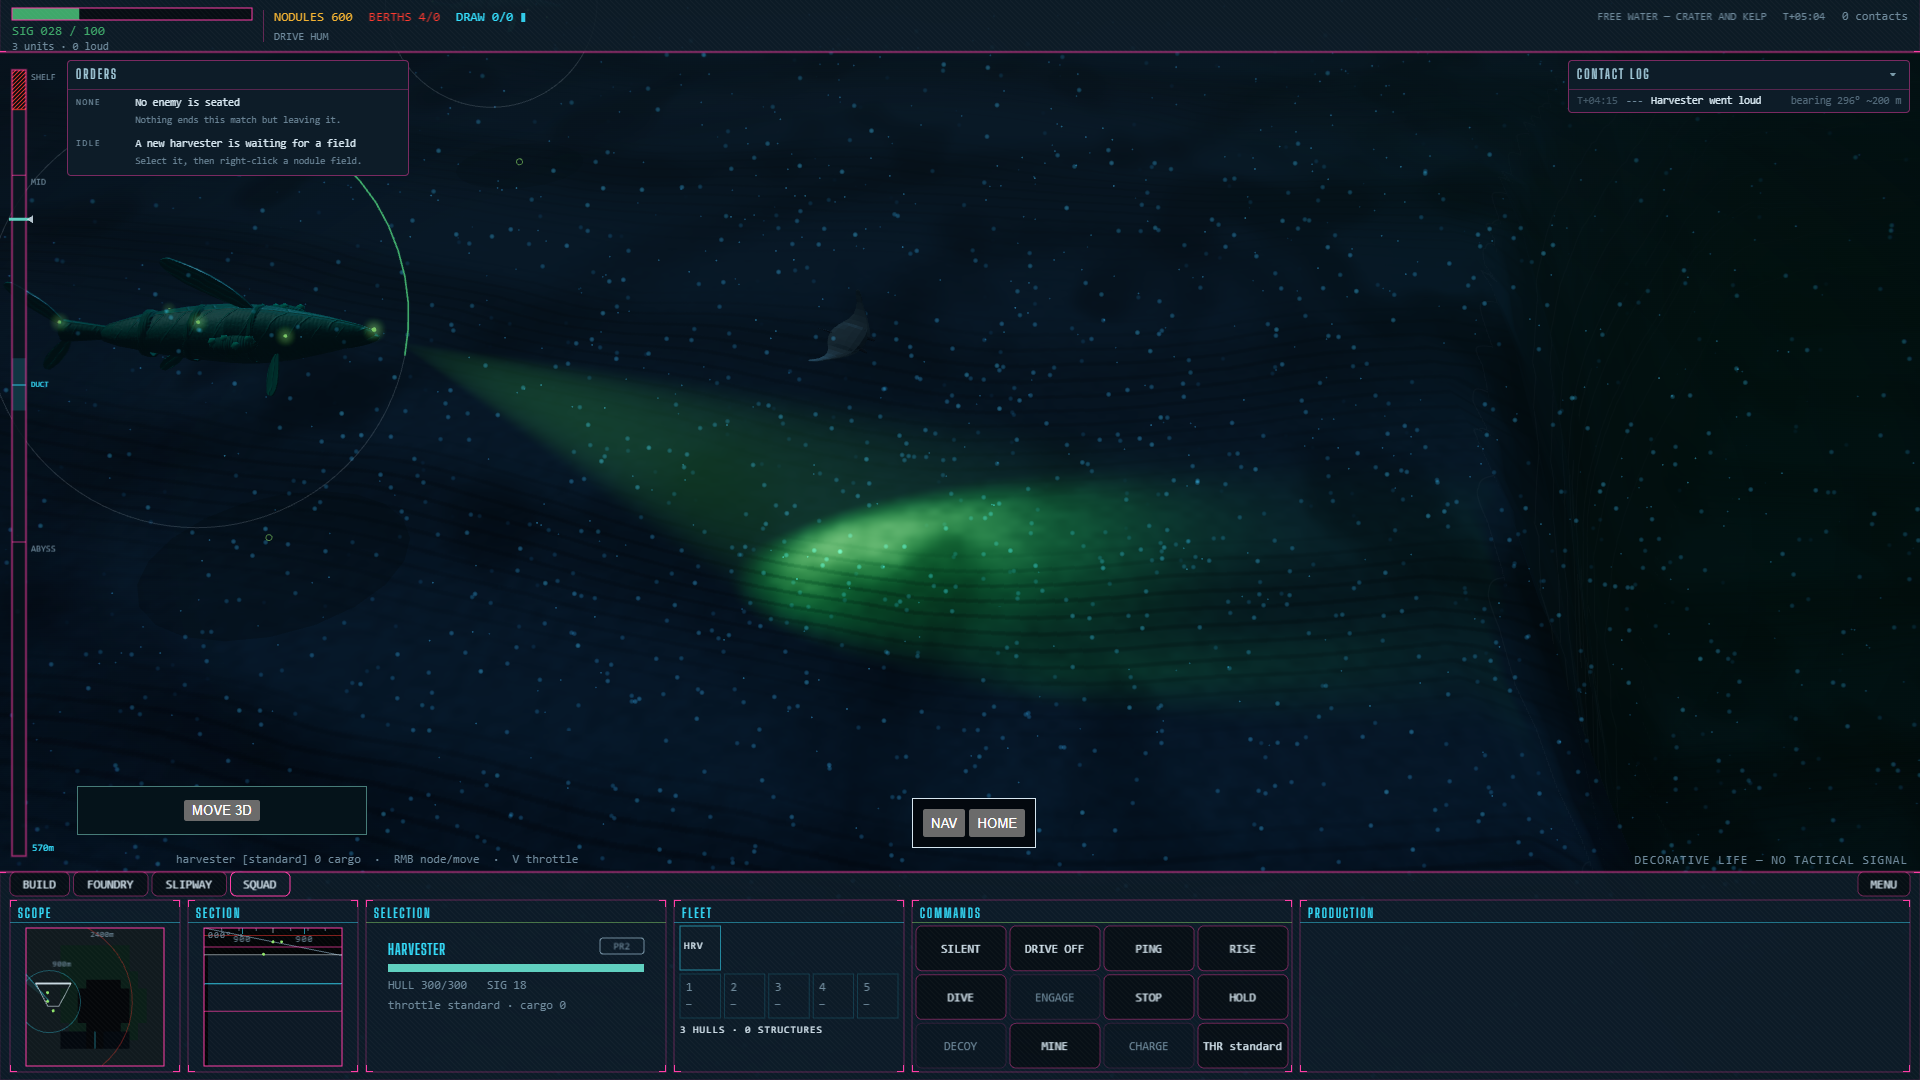 SIG 028 / 100
3 units · 0 loud
NODULES 600 BERTHS 4/0 DRAW 0/0
DRIVE HUM
FREE WATER — CRATER AND KELP T+05:04 0 contacts
SHELF
MID
DUCT
ABYSS
570m
ORDERS
NONE No enemy is seated
Nothing ends this match but leaving it.
IDLE A new harvester is waiting for a field
Select it, then right-click a nodule field.
CONTACT LOG
T+04:15 --- Harvester went loud bearing 296° ~200 m
MOVE 3D
NAV HOME
harvester [standard] 0 cargo · RMB node/move · V throttle
DECORATIVE LIFE — NO TACTICAL SIGNAL
BUILD FOUNDRY SLIPWAY SQUAD
MENU
SCOPE
2400m
900m
SECTION
000° 900 900
SELECTION
HARVESTER PR2
HULL 300/300 SIG 18
throttle standard · cargo 0
FLEET
HRV
1 2 3 4 5
– – – – –
3 HULLS · 0 STRUCTURES
COMMANDS
SILENT DRIVE OFF PING RISE
DIVE ENGAGE STOP HOLD
DECOY MINE CHARGE THR standard
PRODUCTION